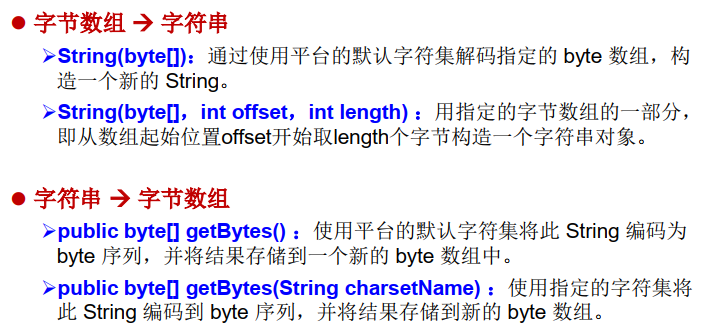 ● 字节数组 → 字符串
➢String(byte[])：通过使用平台的默认字符集解码指定的 byte 数组，构
造一个新的 String。
➢String(byte[]，int offset，int length) ：用指定的字节数组的一部分，
即从数组起始位置offset开始取length个字节构造一个字符串对象。
● 字符串 → 字节数组
➢public byte[] getBytes() ：使用平台的默认字符集将此 String 编码为
byte 序列，并将结果存储到一个新的 byte 数组中。
➢public byte[] getBytes(String charsetName) ：使用指定的字符集将
此 String 编码到 byte 序列，并将结果存储到新的 byte 数组。